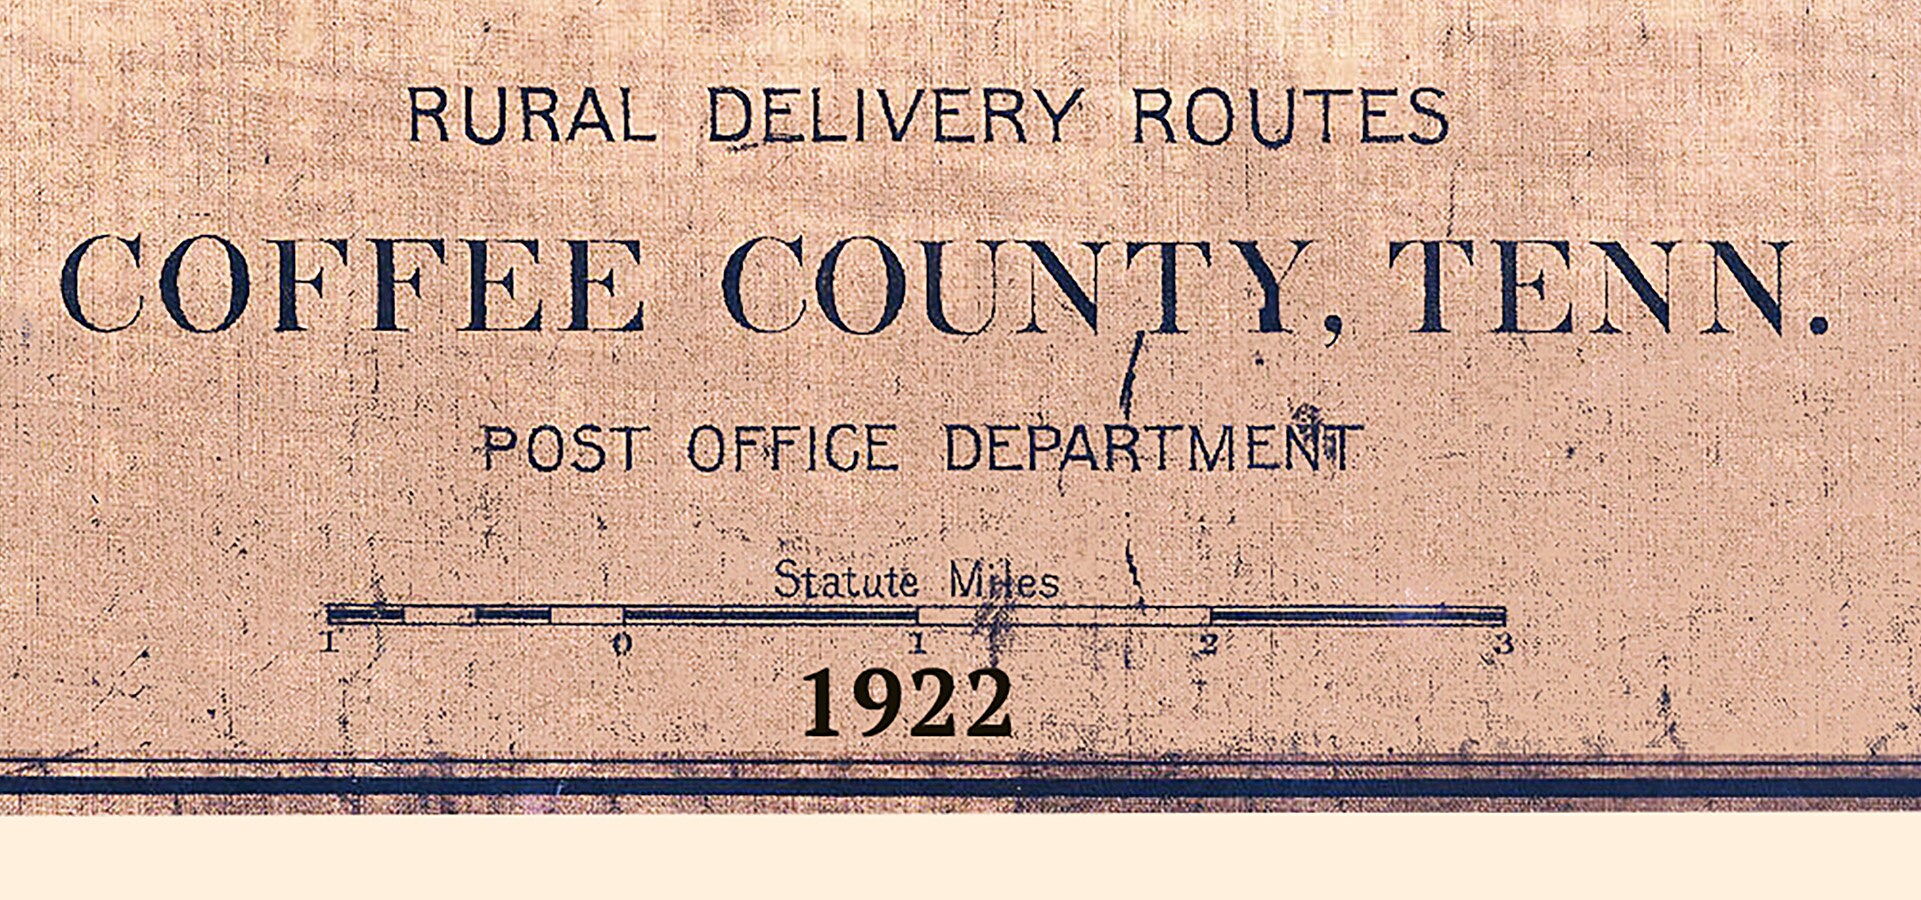 RURAL DELIVERY ROUTES
COFFEE COUNTY, TENN.
POST OFFICE DEPARTMENT
Statute Miles
1 0 1 2 3
1922